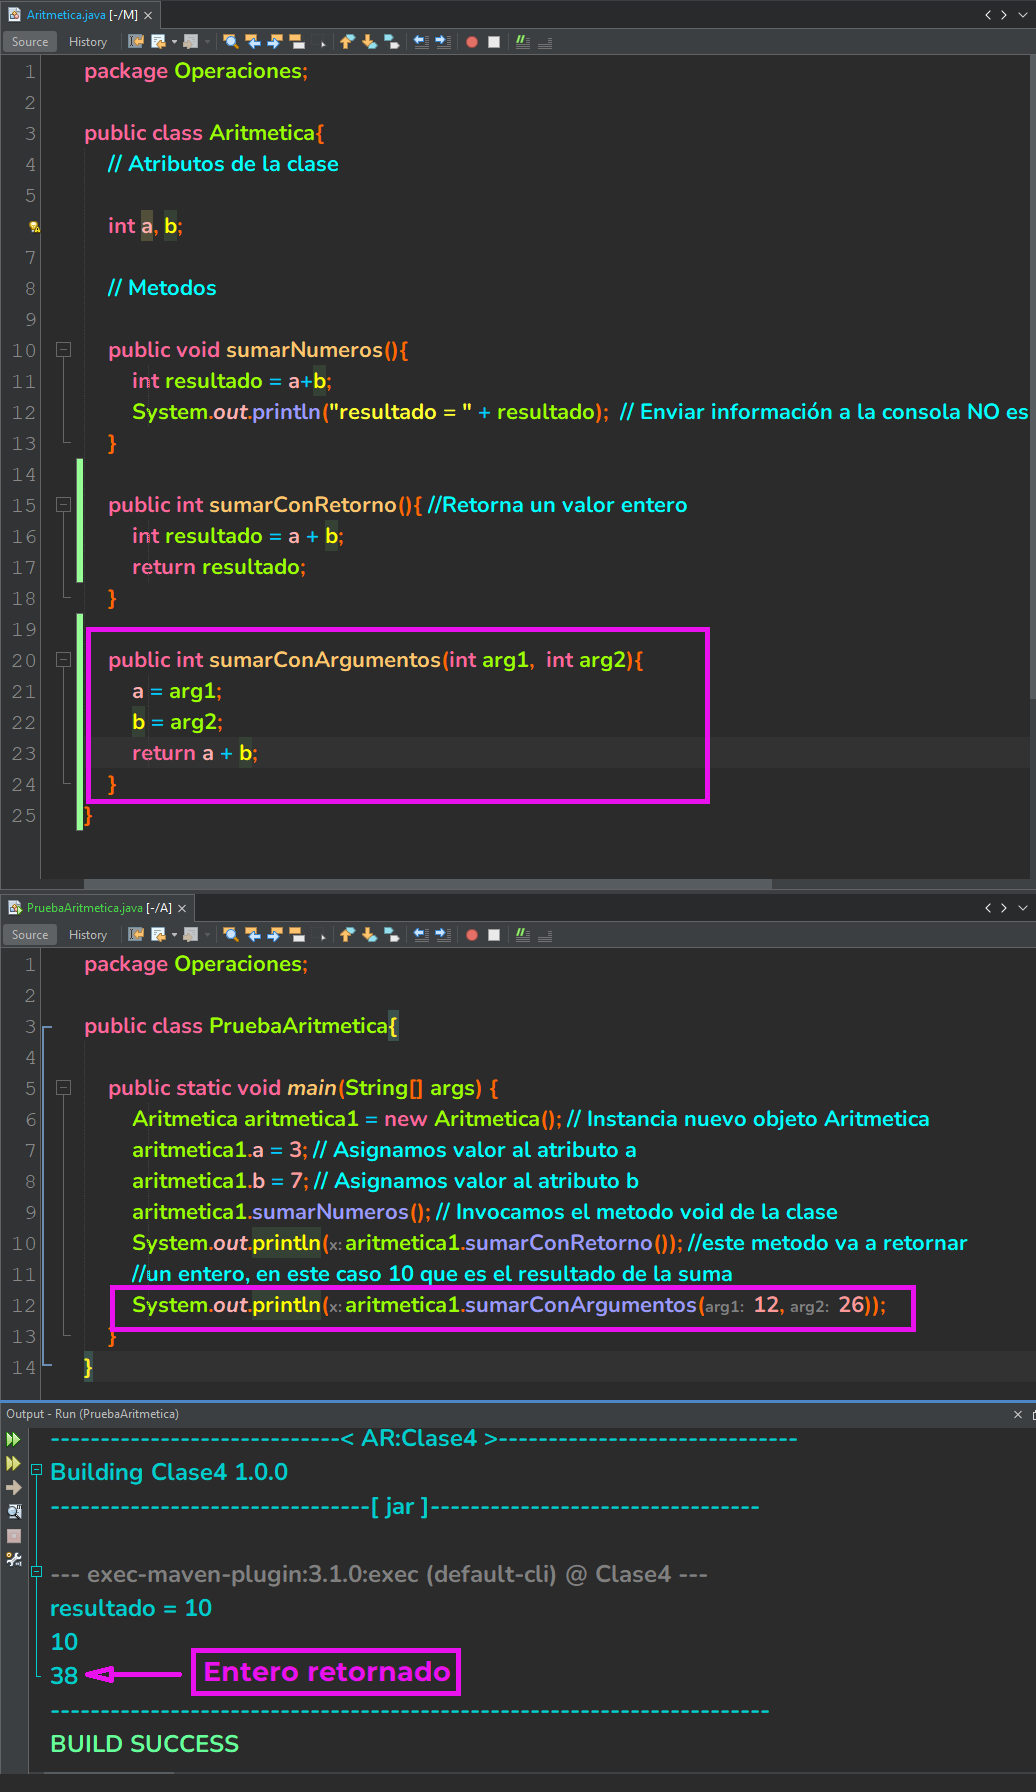 Aritmetica.java [-/M] ×
Source History
1 package Operaciones;
2
3 public class Aritmetica{
4 // Atributos de la clase
5
int a, b;
7
8 // Metodos
9
10 public void sumarNumeros(){
11 int resultado = a+b;
12 System.out.println("resultado = " + resultado); // Enviar información a la consola NO es
13 }
14
15 public int sumarConRetorno(){ //Retorna un valor entero
16 int resultado = a + b;
17 return resultado;
18 }
19
20 public int sumarConArgumentos(int arg1, int arg2){
21 a = arg1;
22 b = arg2;
23 return a + b;
24 }
25 }
PruebaAritmetica.java [-/A] ×
Source History
1 package Operaciones;
2
3 public class PruebaAritmetica{
4
5 public static void main(String[] args) {
6 Aritmetica aritmetica1 = new Aritmetica(); // Instancia nuevo objeto Aritmetica
7 aritmetica1.a = 3; // Asignamos valor al atributo a
8 aritmetica1.b = 7; // Asignamos valor al atributo b
9 aritmetica1.sumarNumeros(); // Invocamos el metodo void de la clase
10 System.out.println(x: aritmetica1.sumarConRetorno()); //este metodo va a retornar
11 //un entero, en este caso 10 que es el resultado de la suma
12 System.out.println(x: aritmetica1.sumarConArgumentos(arg1: 12, arg2: 26));
13 }
14 }
Output - Run (PruebaAritmetica) ×
-----------------------------< AR:Clase4 >------------------------------
Building Clase4 1.0.0
--------------------------------[ jar ]---------------------------------
--- exec-maven-plugin:3.1.0:exec (default-cli) @ Clase4 ---
resultado = 10
10
38 Entero retornado
------------------------------------------------------------------------
BUILD SUCCESS